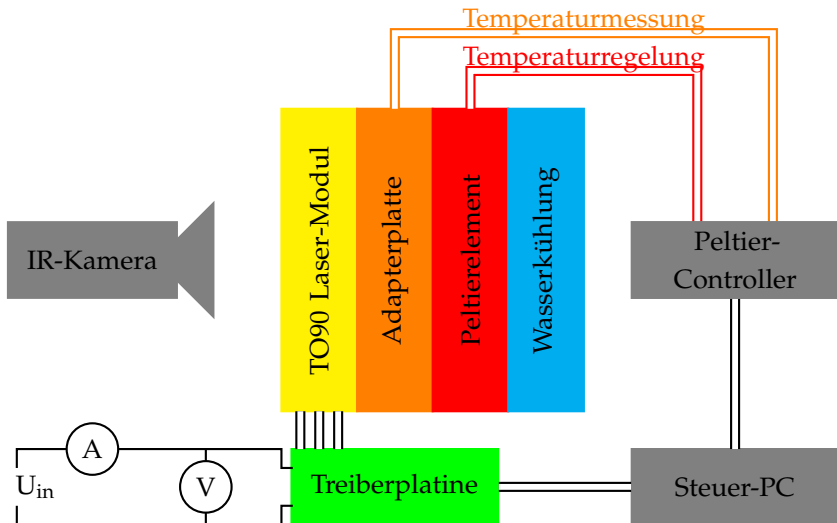 Temperaturmessung
Temperaturregelung
IR-Kamera
TO90 Laser-Modul
Adapterplatte
Peltierelement
Wasserkühlung
Peltier-
Controller
A
V
Uin
Treiberplatine
Steuer-PC